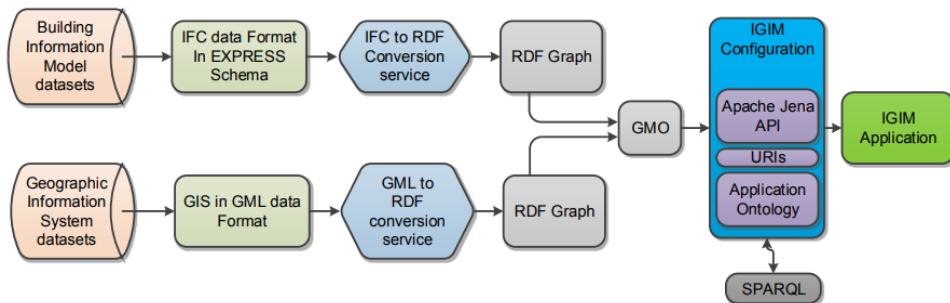 Building
Information
Model
datasets
IFC data Format
In EXPRESS
Schema
IFC to RDF
Conversion
service
RDF Graph
GMO
IGIM
Configuration
Apache Jena
API
URIs
Application
Ontology
IGIM
Application
Geographic
Information
System
datasets
GIS in GML data
Format
GML to
RDF
conversion
service
RDF Graph
SPARQL